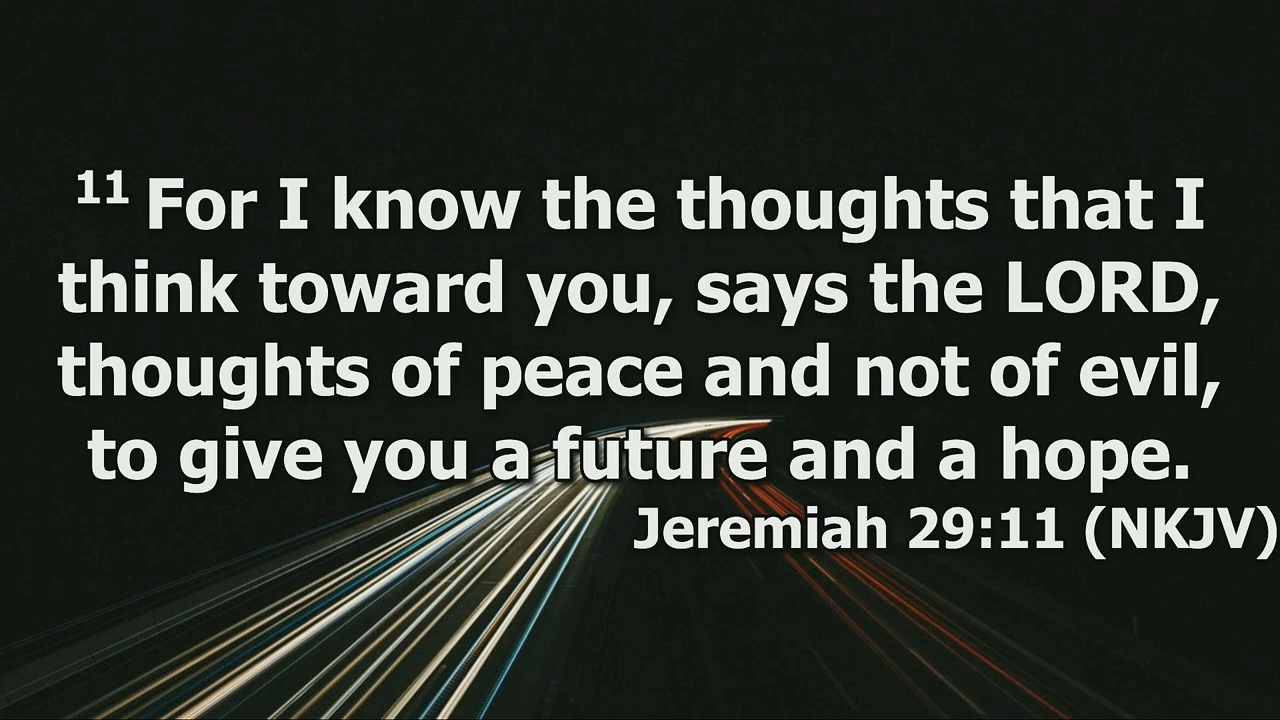 11 For I know the thoughts that I
think toward you, says the LORD,
thoughts of peace and not of evil,
to give you a future and a hope.
Jeremiah 29:11 (NKJV)